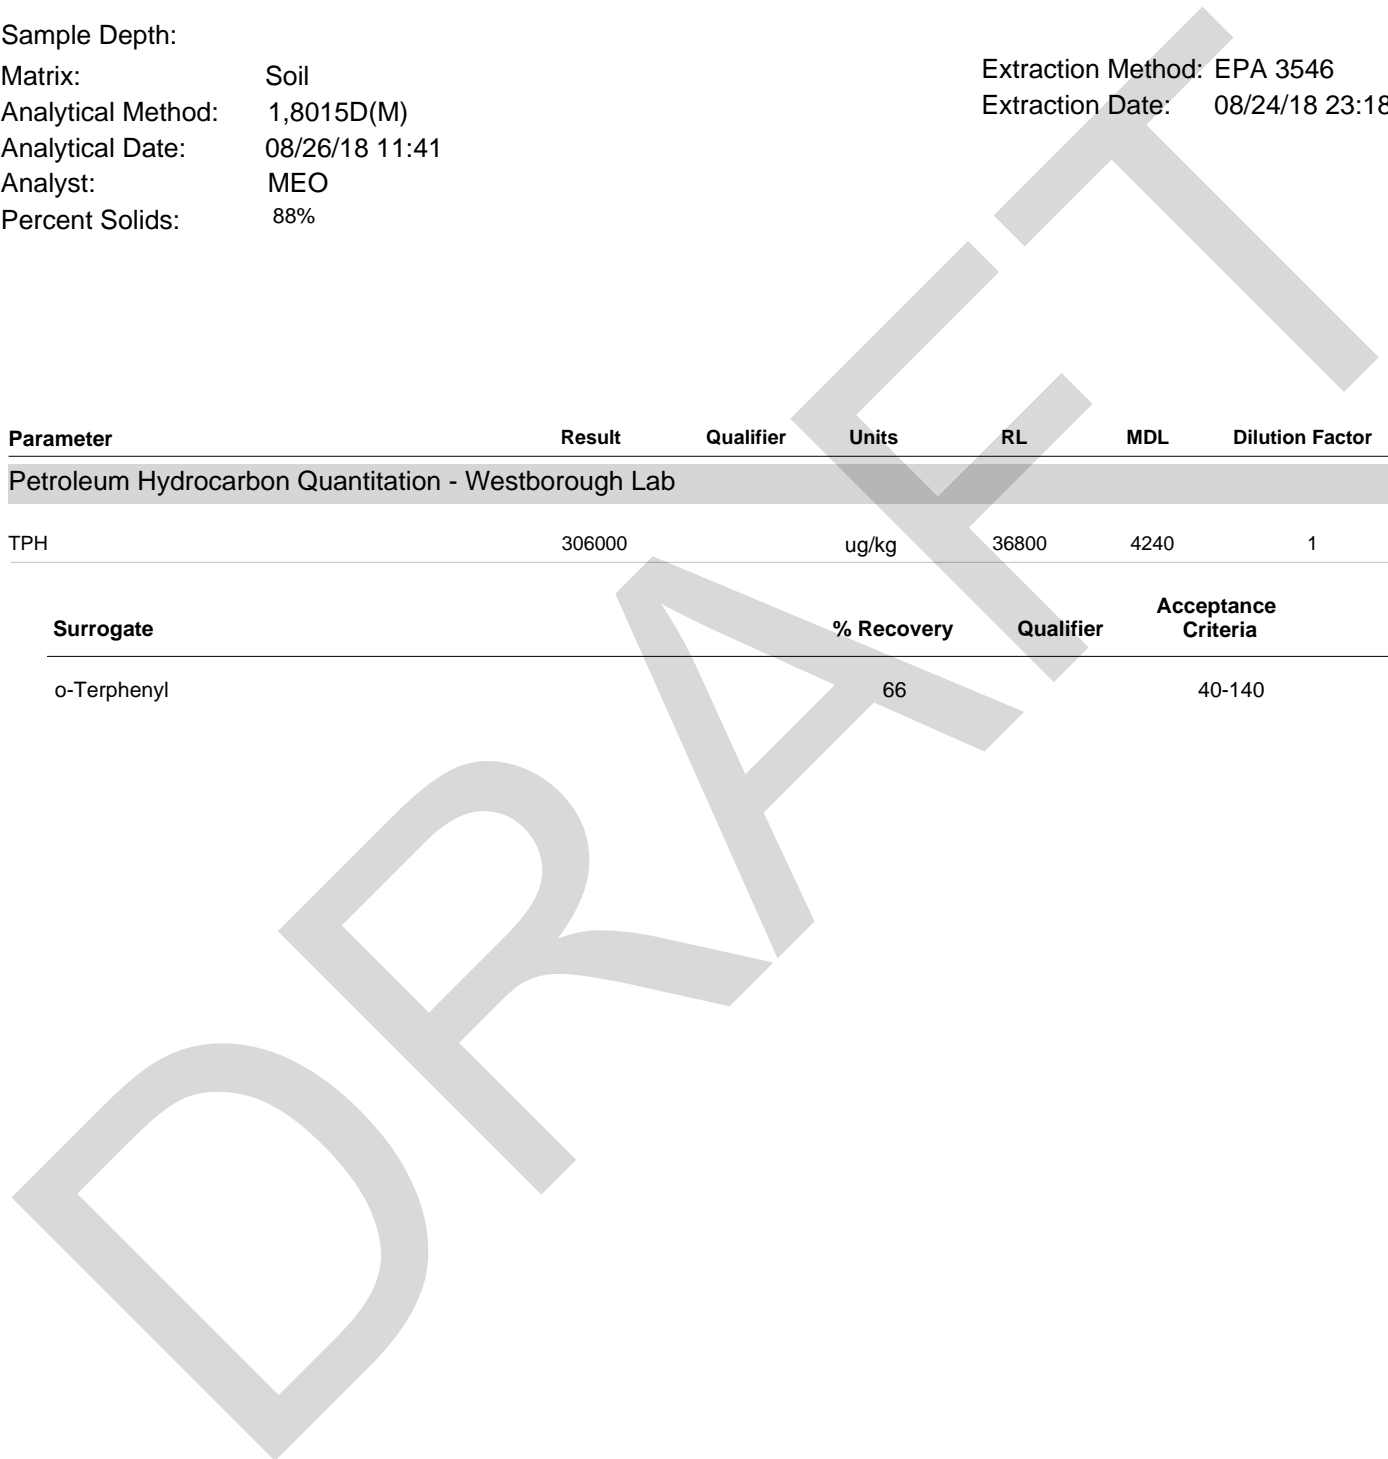 Sample Depth:
Matrix: Soil
Extraction Method: EPA 3546
Analytical Method: 1,8015D(M)
Extraction Date: 08/24/18 23:18
Analytical Date: 08/26/18 11:41
Analyst: MEO
Percent Solids: 88%
Parameter Result Qualifier Units RL MDL Dilution Factor
Petroleum Hydrocarbon Quantitation - Westborough Lab
TPH 306000 ug/kg 36800 4240 1
Surrogate % Recovery Qualifier Acceptance Criteria
o-Terphenyl 66 40-140
DRAFT